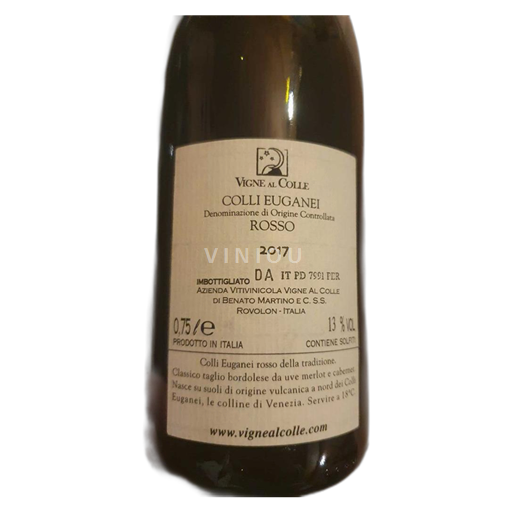 VIGNE AL COLLE
COLLI EUGANEI
Denominazione di Origine Controllata
ROSSO
2017
VINIOU
IMBOTTIGLIATO DA IT PD 7991 PER
AZIENDA VITIVINICOLA VIGNE AL COLLE
DI BENATO MARTINO E C. S.S.
ROVOLON - ITALIA
0,75 l e 13 % VOL
PRODOTTO IN ITALIA CONTIENE SOLFITI
Colli Euganei rosso della tradizione.
Classico taglio bordolese da uve merlot e cabernet.
Nasce su suoli di origine vulcanica a nord dei Colli
Euganei, le colline di Venezia. Servire a 18°C.
www.vignealcolle.com